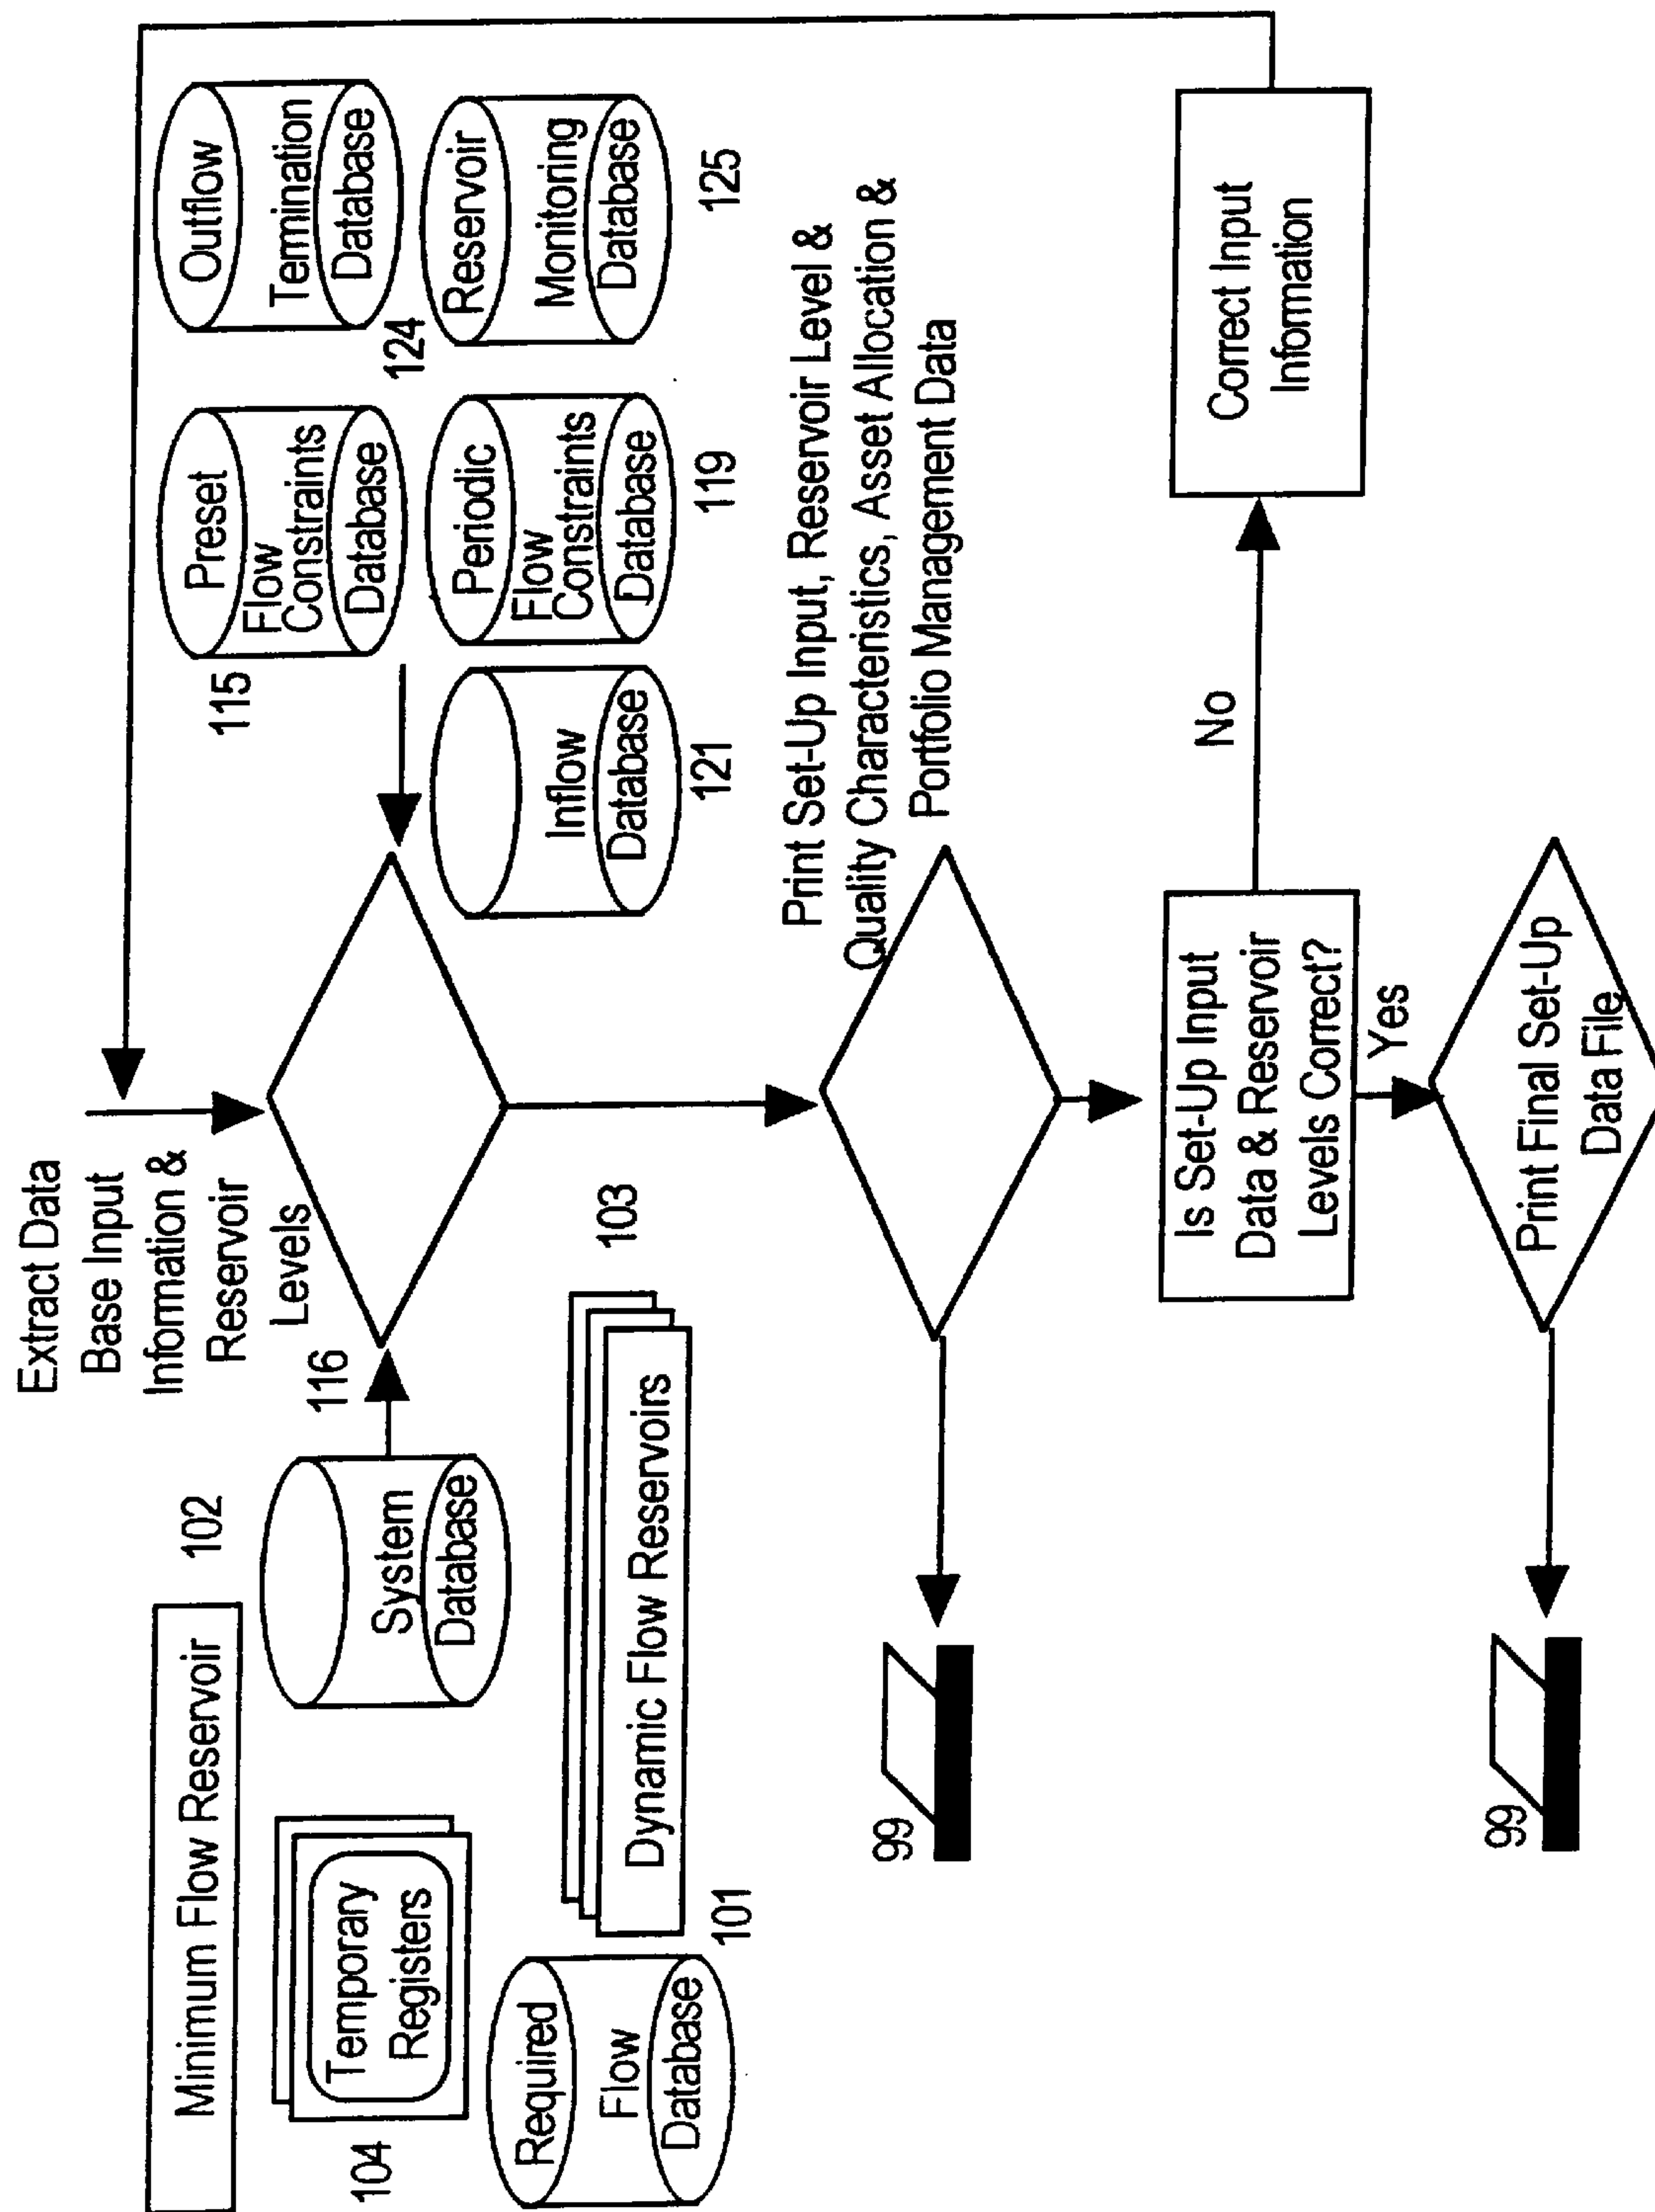 Extract Data
Base Input
Information &
Reservoir
Levels
Minimum Flow Reservoir
102
116
System
Database
Temporary
Registers
104
Required
Flow
Database
101
Dynamic Flow Reservoirs
103
Preset
Flow
Constraints
Database
115
Outflow
Termination
Database
124
Inflow
Database
121
Periodic
Flow
Constraints
Database
119
Reservoir
Monitoring
Database
125
Print Set-Up Input, Reservoir Level &
Quality Characteristics, Asset Allocation &
Portfolio Management Data
99
Is Set-Up Input
Data & Reservoir
Levels Correct?
No
Correct Input
Information
Yes
Print Final Set-Up
Data File
99